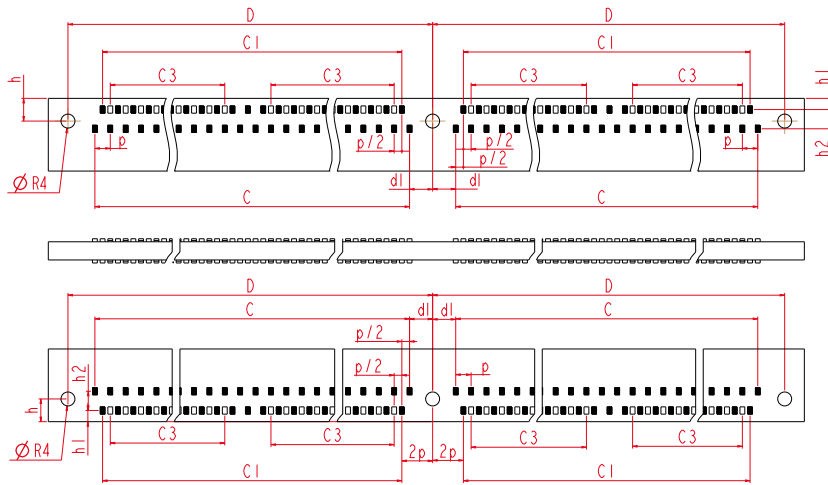 D D
C1 C1
C3 C3 C3 C3
h h1
p p/2 p/2 p
p/2 h2
ØR4 d1 d1
C C
D D
C d1 d1 C
p/2
h2 p/2 p
h
h1 C3 C3 C3 C3
ØR4 2p 2p
C1 C1